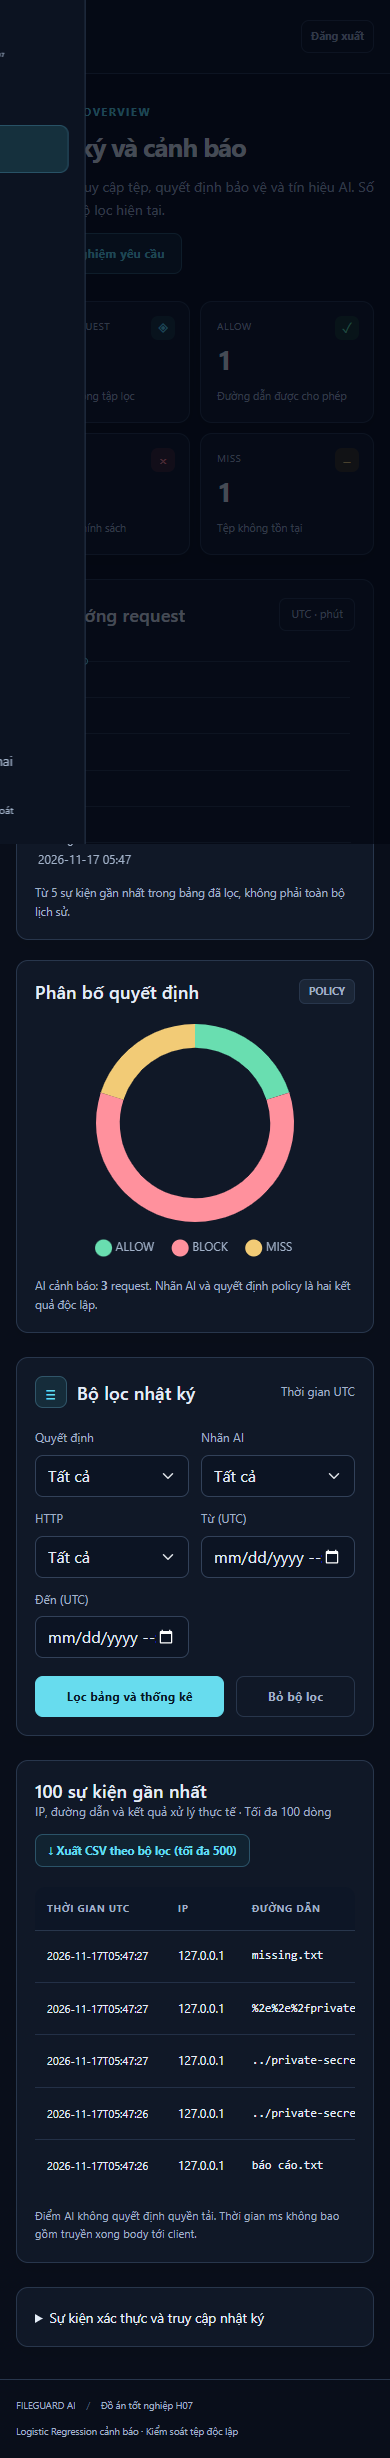 Đăng xuất
OVERVIEW
ký và cảnh báo
uy cập tệp, quyết định bảo vệ và tín hiệu AI. Số
ộ lọc hiện tại.
nghiệm yêu cầu
UEST
ong tập lọc
ALLOW
1
Đường dẫn được cho phép
hính sách
MISS
1
Tệp không tồn tại
ướng request
UTC · phút
hai
oát
2026-11-17 05:47
Từ 5 sự kiện gần nhất trong bảng đã lọc, không phải toàn bộ
lịch sử.
Phân bố quyết định
POLICY
ALLOW
BLOCK
MISS
AI cảnh báo: 3 request. Nhãn AI và quyết định policy là hai kết
quả độc lập.
Bộ lọc nhật ký
Thời gian UTC
Quyết định
Nhãn AI
Tất cả
Tất cả
HTTP
Từ (UTC)
Tất cả
mm/dd/yyyy --
Đến (UTC)
mm/dd/yyyy --
Lọc bảng và thống kê
Bỏ bộ lọc
100 sự kiện gần nhất
IP, đường dẫn và kết quả xử lý thực tế · Tối đa 100 dòng
↓ Xuất CSV theo bộ lọc (tối đa 500)
THỜI GIAN UTC IP ĐƯỜNG DẪN
2026-11-17T05:47:27 127.0.0.1 missing.txt
2026-11-17T05:47:27 127.0.0.1 %2e%2e%2fprivate
2026-11-17T05:47:27 127.0.0.1 ../private-secre
2026-11-17T05:47:26 127.0.0.1 ../private-secre
2026-11-17T05:47:26 127.0.0.1 báo cáo.txt
Điểm AI không quyết định quyền tải. Thời gian ms không bao
gồm truyền xong body tới client.
▶ Sự kiện xác thực và truy cập nhật ký
FILEGUARD AI / Đồ án tốt nghiệp H07
Logistic Regression cảnh báo · Kiểm soát tệp độc lập